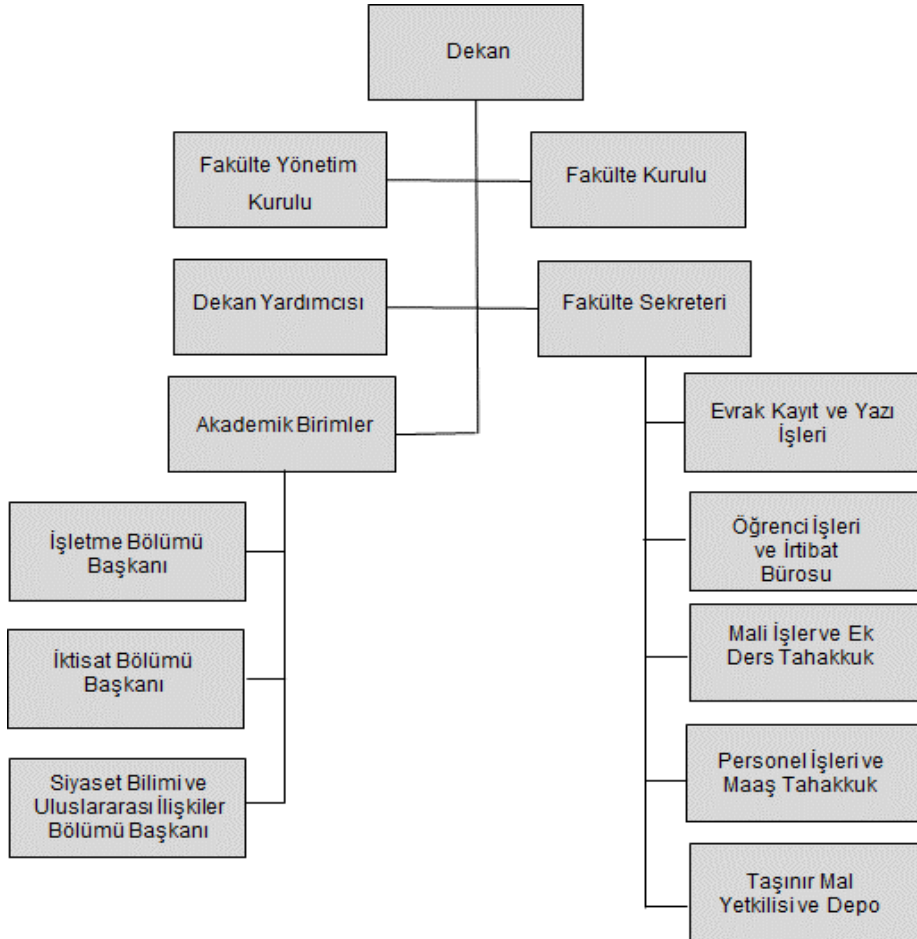 Dekan
Fakülte Yönetim
Kurulu
Fakülte Kurulu
Dekan Yardımcısı
Fakülte Sekreteri
Akademik Birimler
İşletme Bölümü
Başkanı
İktisat Bölümü
Başkanı
Siyaset Bilimi ve
Uluslararası İlişkiler
Bölümü Başkanı
Evrak Kayıt ve Yazı
İşleri
Öğrenci İşleri
ve İrtibat
Bürosu
Mali İşler ve Ek
Ders Tahakkuk
Personel İşleri ve
Maaş Tahakkuk
Taşınır Mal
Yetkilisi ve Depo